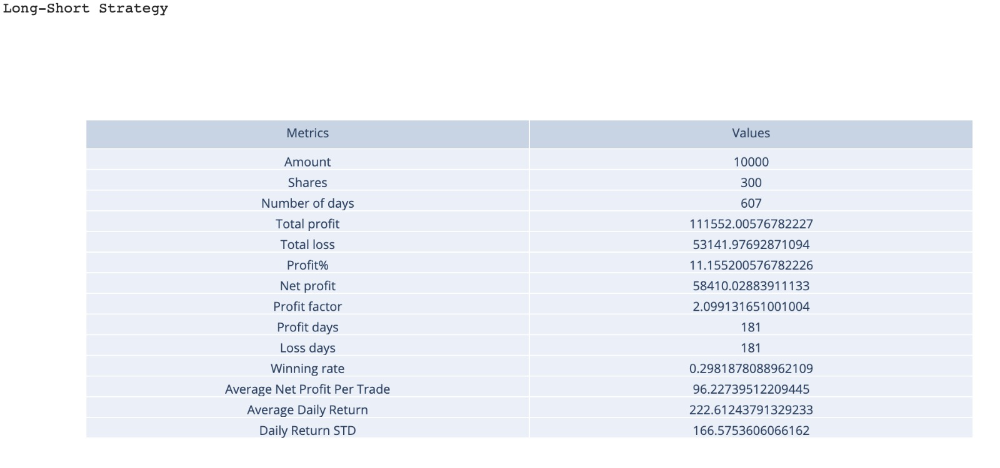 Long-Short Strategy
Metrics Values
Amount 10000
Shares 300
Number of days 607
Total profit 111552.00576782227
Total loss 53141.97692871094
Profit% 11.155200576782226
Net profit 58410.02883911133
Profit factor 2.099131651001004
Profit days 181
Loss days 181
Winning rate 0.2981878088962109
Average Net Profit Per Trade 96.22739512209445
Average Daily Return 222.61243791329233
Daily Return STD 166.5753606066162